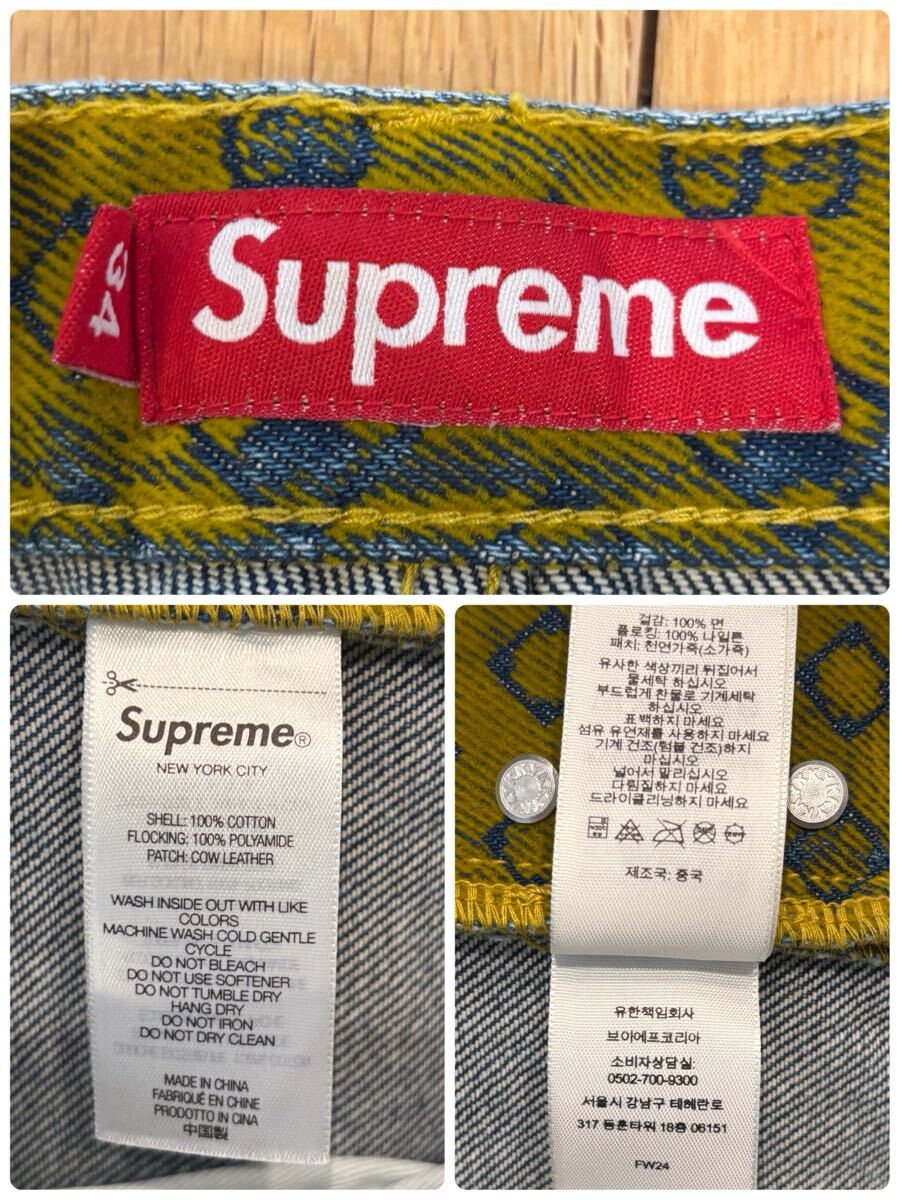 34
Supreme
Supreme®
NEW YORK CITY
SHELL: 100% COTTON
FLOCKING: 100% POLYAMIDE
PATCH: COW LEATHER
WASH INSIDE OUT WITH LIKE
COLORS
MACHINE WASH COLD GENTLE
CYCLE
DO NOT BLEACH
DO NOT USE SOFTENER
DO NOT TUMBLE DRY
HANG DRY
DO NOT IRON
DO NOT DRY CLEAN
MADE IN CHINA
FABRIQUÉ EN CHINE
PRODOTTO IN CINA
中国製
겉감: 100% 면
플로킹: 100% 나일론
패치: 천연가죽(소가죽)
유사한 색상끼리 뒤집어서
물세탁 하십시오
부드럽게 찬물로 기계세탁
하십시오
표백하지 마세요
섬유 유연제를 사용하지 마세요
기계 건조(텀블 건조)하지
마십시오
널어서 말리십시오
다림질하지 마세요
드라이클리닝하지 마세요
제조국: 중국
유한책임회사
브이에프코리아
소비자상담실:
0502-700-9300
서울시 강남구 테헤란로
317 동훈타워 18층 06151
FW24